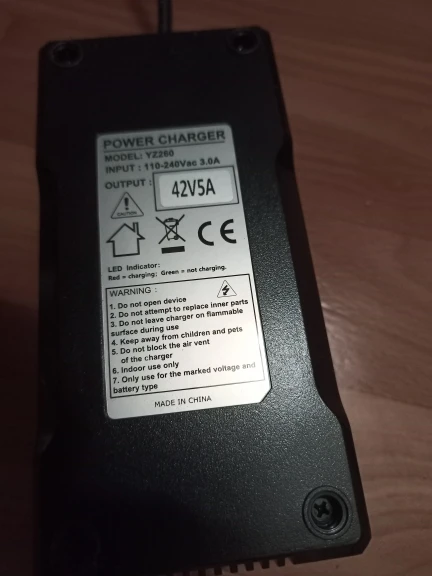 POWER CHARGER
MODEL: YZ260
INPUT : 110-240Vac 3.0A
OUTPUT :
42V5A
CAUTION
CE
LED Indicator:
Red = charging; Green = not charging.
WARNING :
1. Do not open device
2. Do not attempt to replace inner parts
3. Do not leave charger on flammable
surface during use
4. Keep away from children and pets
5. Do not block the air vent
of the charger
6. Indoor use only
7. Only use for the marked voltage and
battery type
MADE IN CHINA